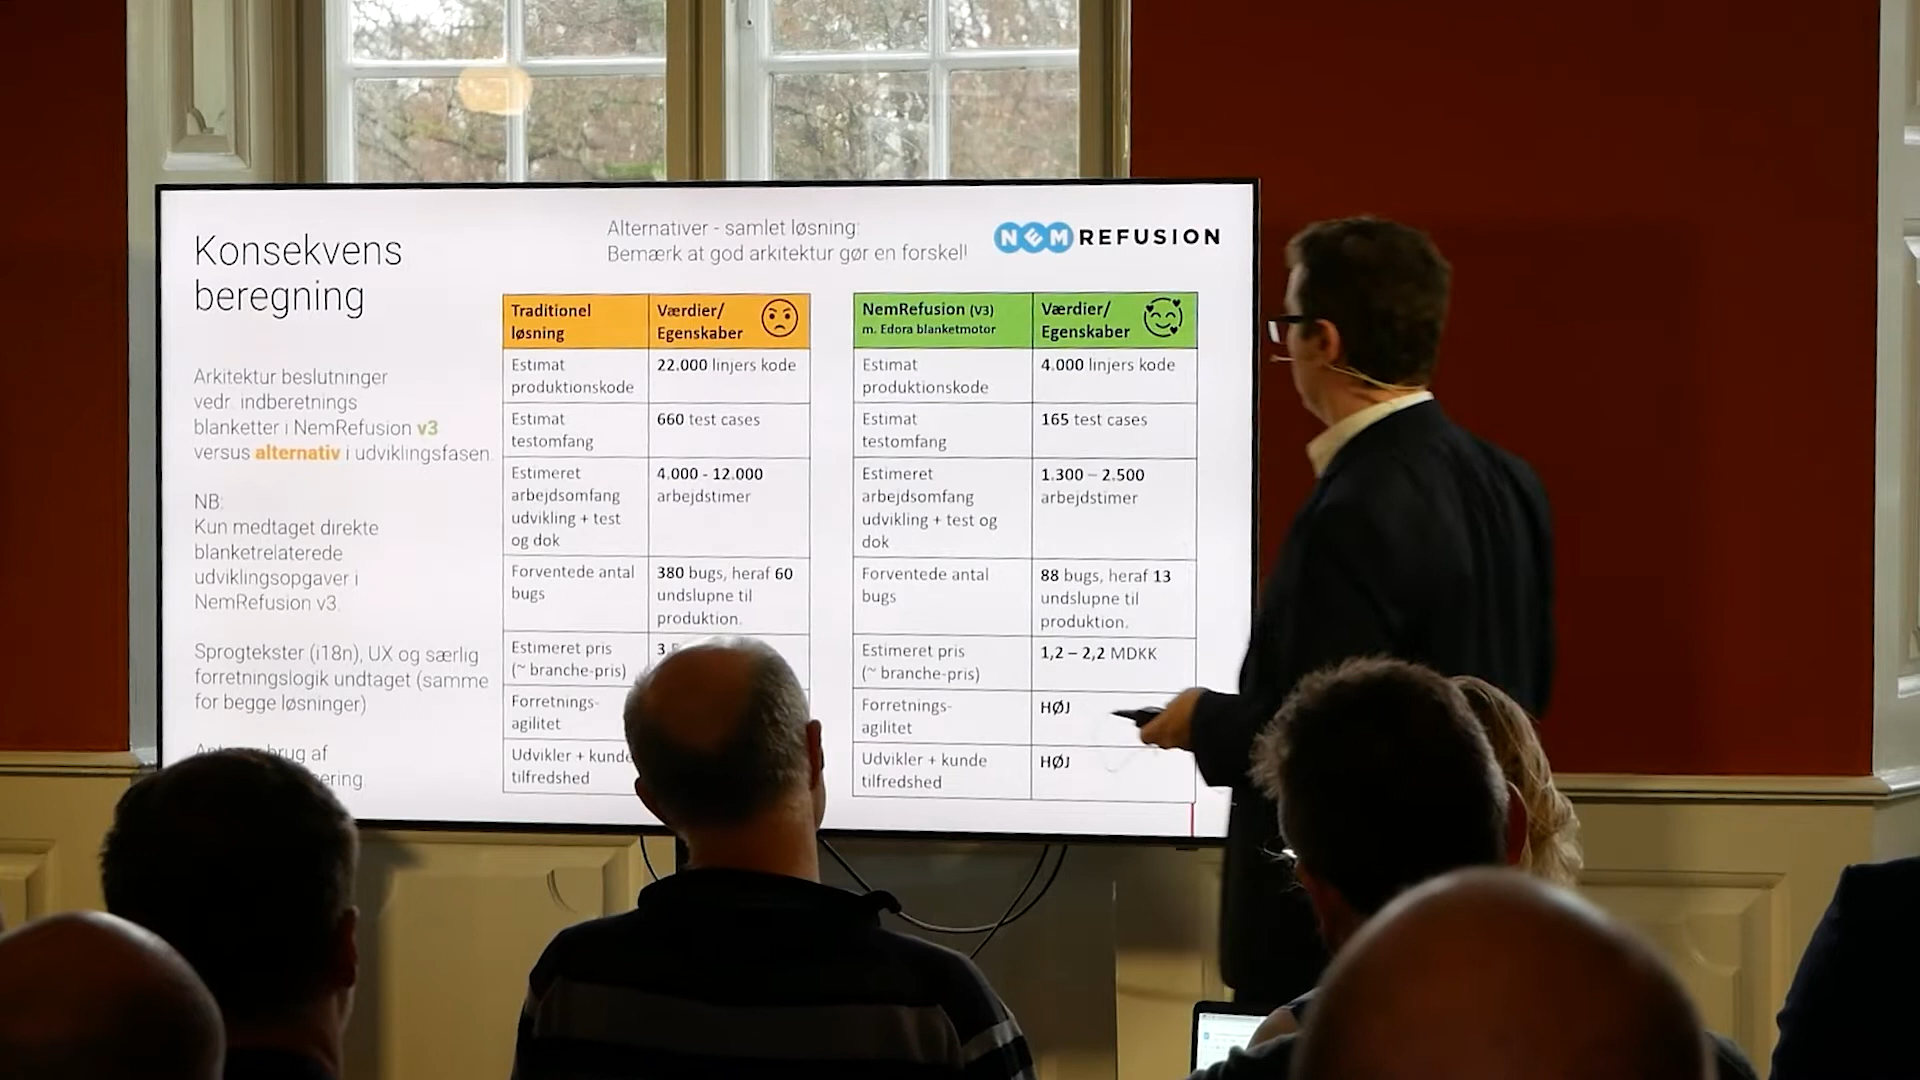 Konsekvens
beregning
Arkitektur beslutninger
vedr. indberetnings
blanketter i NemRefusion v3
versus alternativ i udviklingsfasen.
NB:
Kun medtaget direkte
blanketrelaterede
udviklingsopgaver i
NemRefusion v3.
Sprogtekster (i18n), UX og særlig
forretningslogik undtaget (samme
for begge løsninger)
brug af
Alternativer - samlet løsning:
Bemærk at god arkitektur gør en forskel!
NEMREFUSION
Traditionel
løsning
Værdier/
Egenskaber
Estimat
produktionskode
22.000 linjers kode
Estimat
testomfang
660 test cases
Estimeret
arbejdsomfang
udvikling + test
og dok
4.000 - 12.000
arbejdstimer
Forventede antal
bugs
380 bugs, heraf 60
undslupne til
produktion.
Estimeret pris
(~ branche-pris)
3
Forretnings-
agilitet
Udvikler + kunde
tilfredshed
NemRefusion (V3)
m. Edora blanketmotor
Værdier/
Egenskaber
Estimat
produktionskode
4.000 linjers kode
Estimat
testomfang
165 test cases
Estimeret
arbejdsomfang
udvikling + test og
dok
1.300 – 2.500
arbejdstimer
Forventede antal
bugs
88 bugs, heraf 13
undslupne til
produktion.
Estimeret pris
(~ branche-pris)
1,2 – 2,2 MDKK
Forretnings-
agilitet
HØJ
Udvikler + kunde
tilfredshed
HØJ